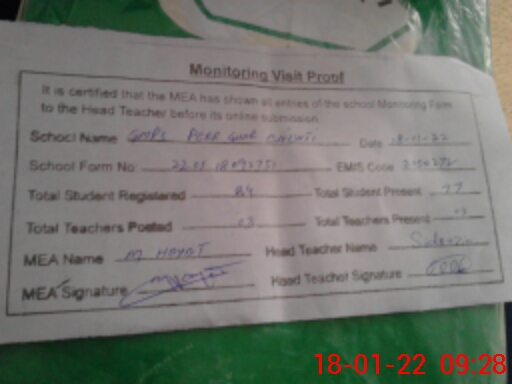 Monitoring Visit Proof
It is certified that the MEA has shown all entries of the school Monitoring Form
to the Head Teacher before its online submission
School Name GMPS Date 18-01-22
School Form No: EMIS Code
Total Student Registered 84 Total Student Present 77
Total Teachers Posted 03 Total Teachers Present
MEA Name M HAYAT Head Teacher Name
MEA Signature Head Teacher Signature
18-01-22 09:28